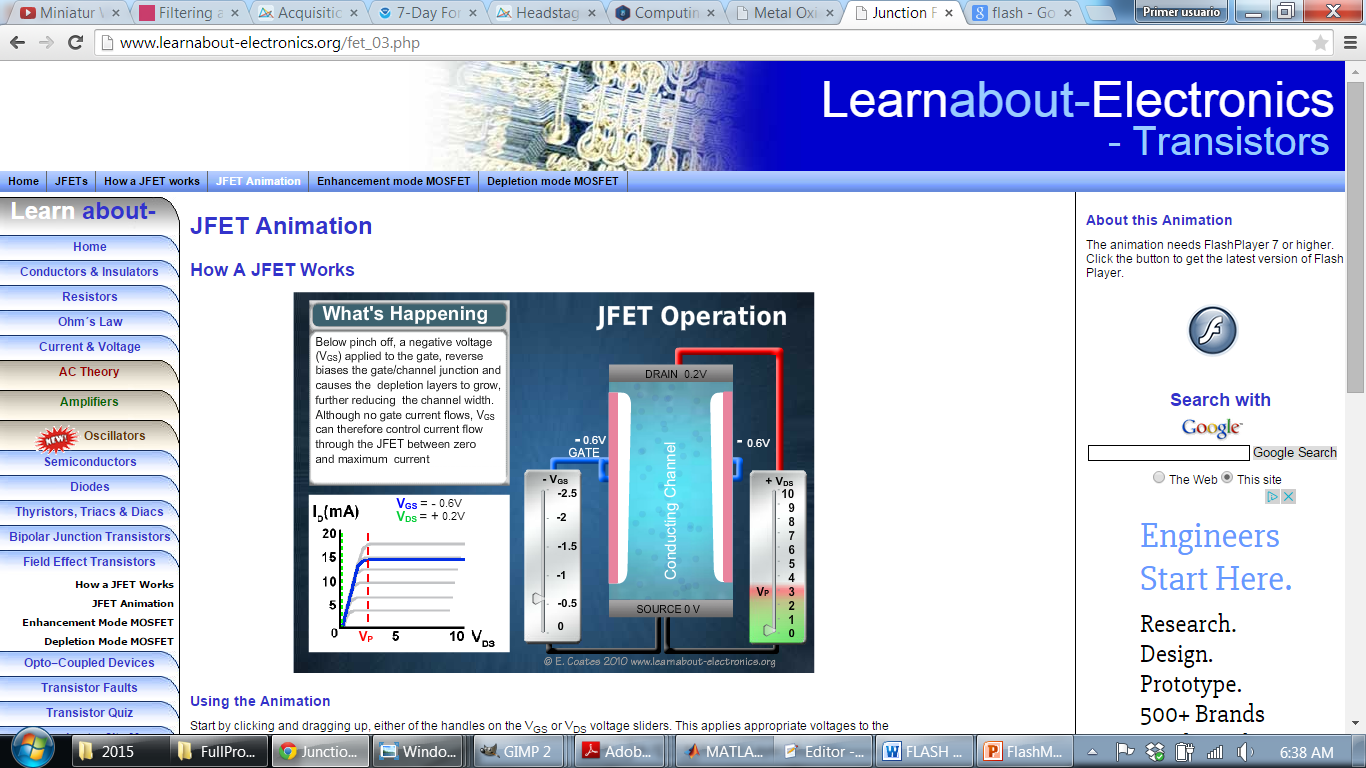 Miniatur W
Filtering a
Acquisitic
7-Day For
Headstag
Computin
Metal Oxi
Junction F
flash - Go
Primer usuario
www.learnabout-electronics.org/fet_03.php
Learnabout-Electronics
- Transistors
Home
JFETs
How a JFET works
JFET Animation
Enhancement mode MOSFET
Depletion mode MOSFET
Learn about-
Home
Conductors & Insulators
Resistors
Ohm´s Law
Current & Voltage
AC Theory
Amplifiers
NEW!
Oscillators
Semiconductors
Diodes
Thyristors, Triacs & Diacs
Bipolar Junction Transistors
Field Effect Transistors
How a JFET Works
JFET Animation
Enhancement Mode MOSFET
Depletion Mode MOSFET
Opto–Coupled Devices
Transistor Faults
Transistor Quiz
JFET Animation
How A JFET Works
What's Happening
Below pinch off, a negative voltage
(VGS) applied to the gate, reverse
biases the gate/channel junction and
causes the depletion layers to grow,
further reducing the channel width.
Although no gate current flows, VGS
can therefore control current flow
through the JFET between zero
and maximum current
JFET Operation
DRAIN 0.2V
- 0.6V
GATE
- 0.6V
Conducting Channel
SOURCE 0 V
- VGS
-2.5
-2
-1.5
-1
-0.5
0
+ VDS
10
9
8
7
6
5
4
VP 3
2
1
0
ID(mA)
VGS = - 0.6V
VDS = + 0.2V
20
15
10
5
0
VP
5
10
VDS
© E. Coates 2010 www.learnabout-electronics.org
Using the Animation
Start by clicking and dragging up, either of the handles on the VGS or VDS voltage sliders. This applies appropriate voltages to the
About this Animation
The animation needs FlashPlayer 7 or higher.
Click the button to get the latest version of Flash
Player.
Search with
Google
Google Search
The Web
This site
Engineers
Start Here.
Research.
Design.
Prototype.
500+ Brands
2015
FullPro...
Junctio...
Windo...
GIMP 2
Adob...
MATLA...
Editor -...
FLASH ...
FlashM...
6:38 AM